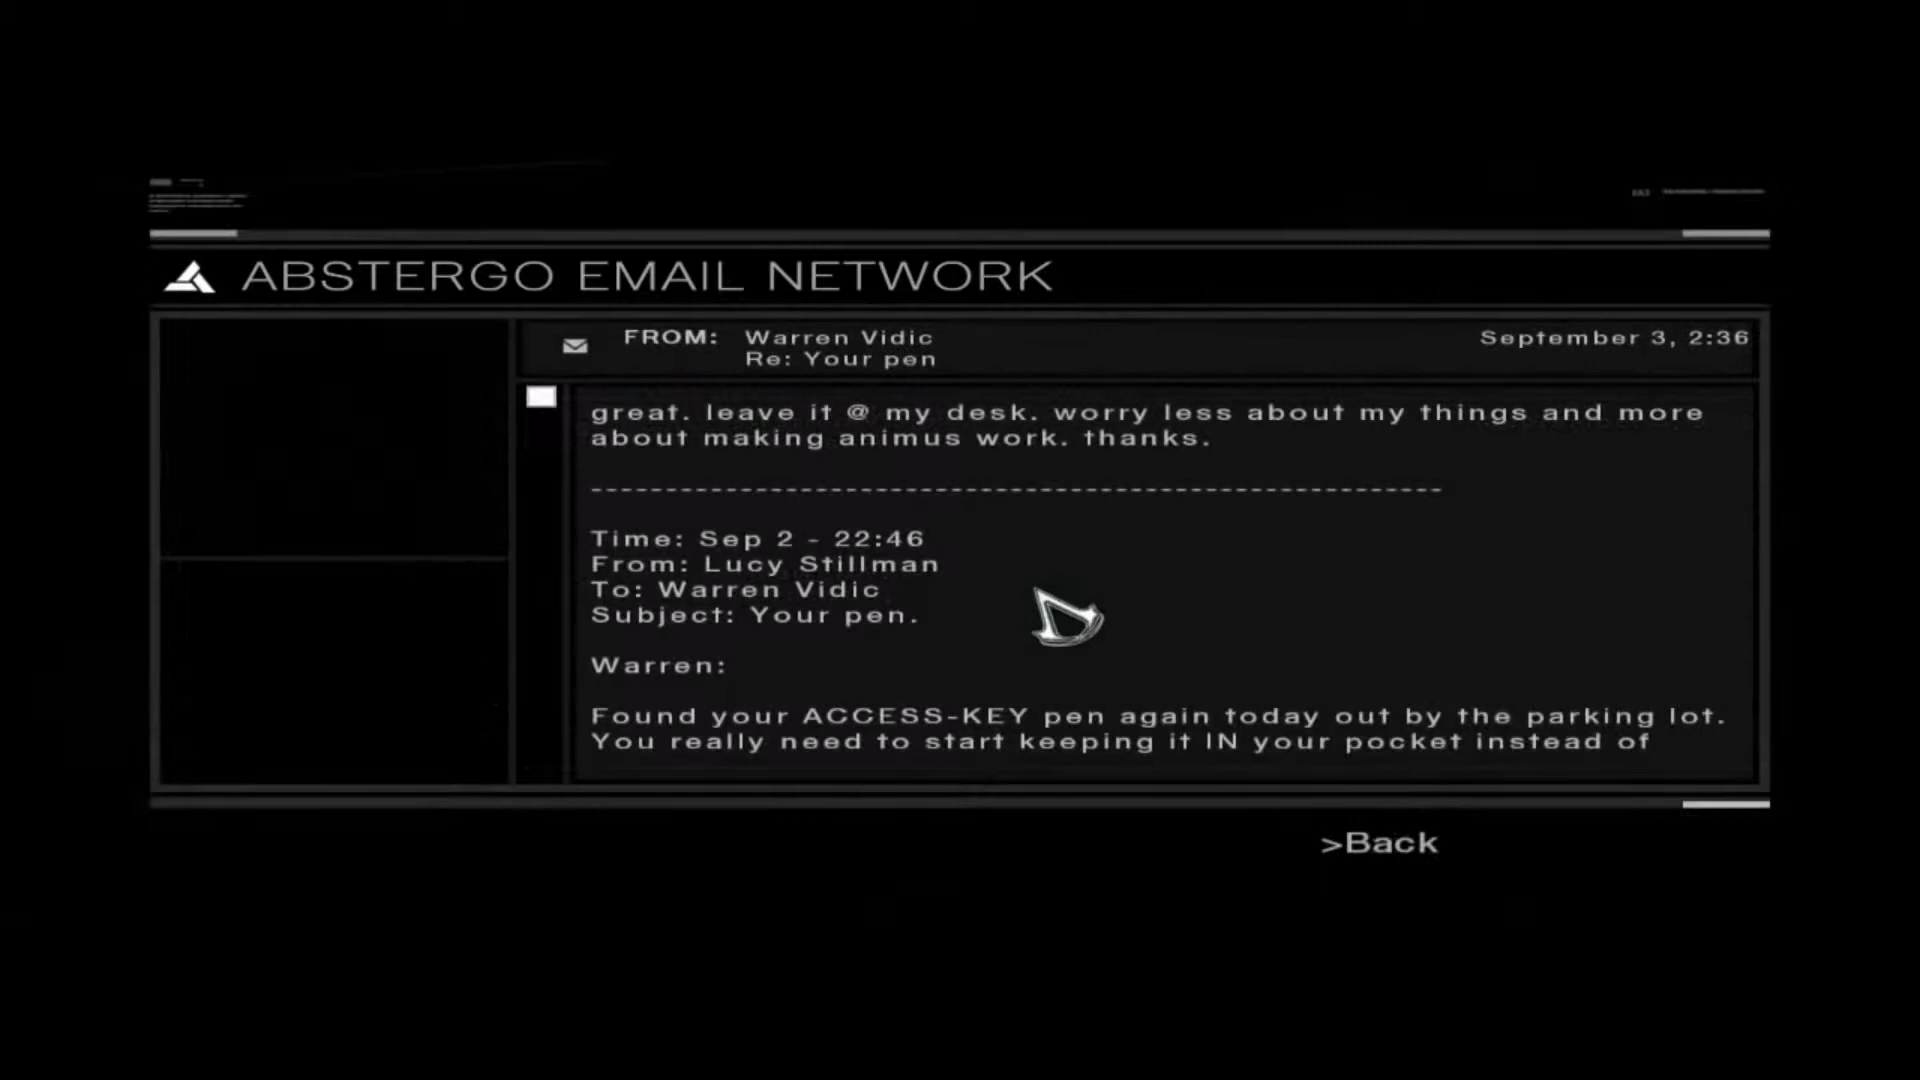 ABSTERGO EMAIL NETWORK
FROM: Warren Vidic
September 3, 2:36
Re: Your pen
great. leave it @ my desk. worry less about my things and more
about making animus work. thanks.
--------------------------------------------------------------
Time: Sep 2 - 22:46
From: Lucy Stillman
To: Warren Vidic
Subject: Your pen.
Warren:
Found your ACCESS-KEY pen again today out by the parking lot.
You really need to start keeping it IN your pocket instead of
>Back